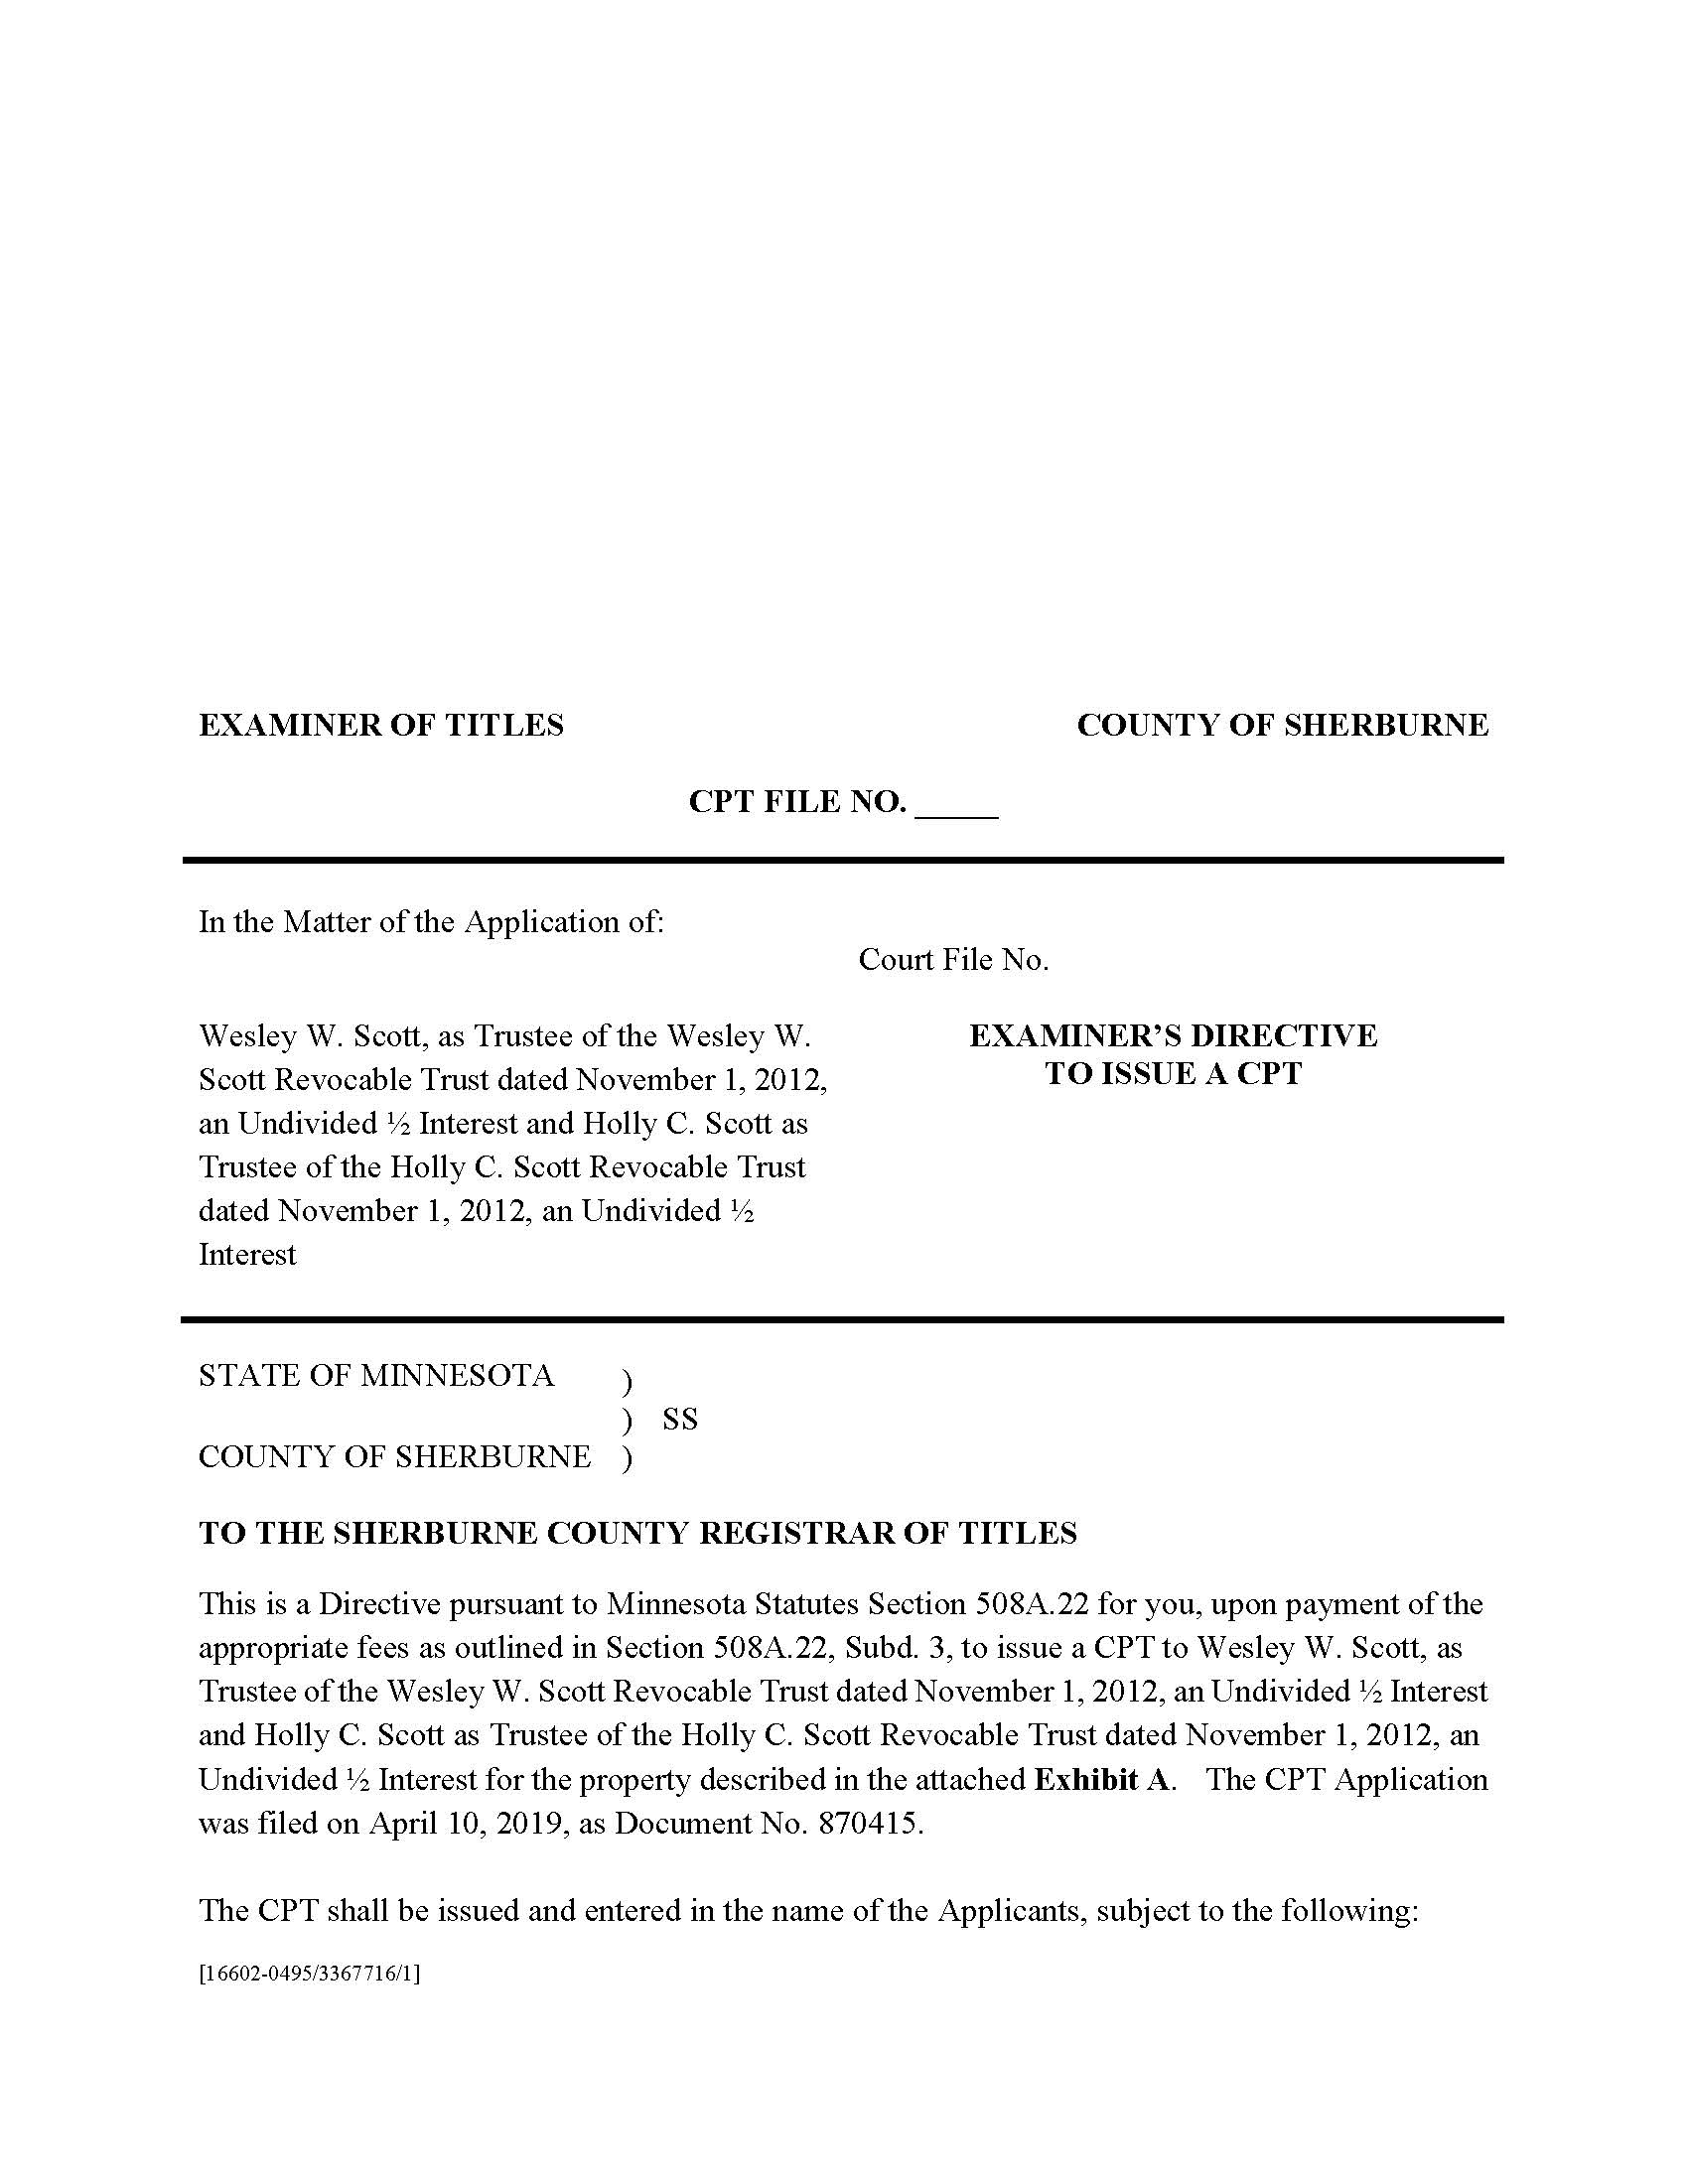 EXAMINER OF TITLES COUNTY OF SHERBURNE
CPT FILE NO. _____
In the Matter of the Application of:
Court File No.
Wesley W. Scott, as Trustee of the Wesley W.
Scott Revocable Trust dated November 1, 2012,
an Undivided ½ Interest and Holly C. Scott as
Trustee of the Holly C. Scott Revocable Trust
dated November 1, 2012, an Undivided ½
Interest
EXAMINER’S DIRECTIVE
TO ISSUE A CPT
STATE OF MINNESOTA )
) SS
COUNTY OF SHERBURNE )
TO THE SHERBURNE COUNTY REGISTRAR OF TITLES
This is a Directive pursuant to Minnesota Statutes Section 508A.22 for you, upon payment of the
appropriate fees as outlined in Section 508A.22, Subd. 3, to issue a CPT to Wesley W. Scott, as
Trustee of the Wesley W. Scott Revocable Trust dated November 1, 2012, an Undivided ½ Interest
and Holly C. Scott as Trustee of the Holly C. Scott Revocable Trust dated November 1, 2012, an
Undivided ½ Interest for the property described in the attached Exhibit A. The CPT Application
was filed on April 10, 2019, as Document No. 870415.
The CPT shall be issued and entered in the name of the Applicants, subject to the following:
[16602-0495/3367716/1]